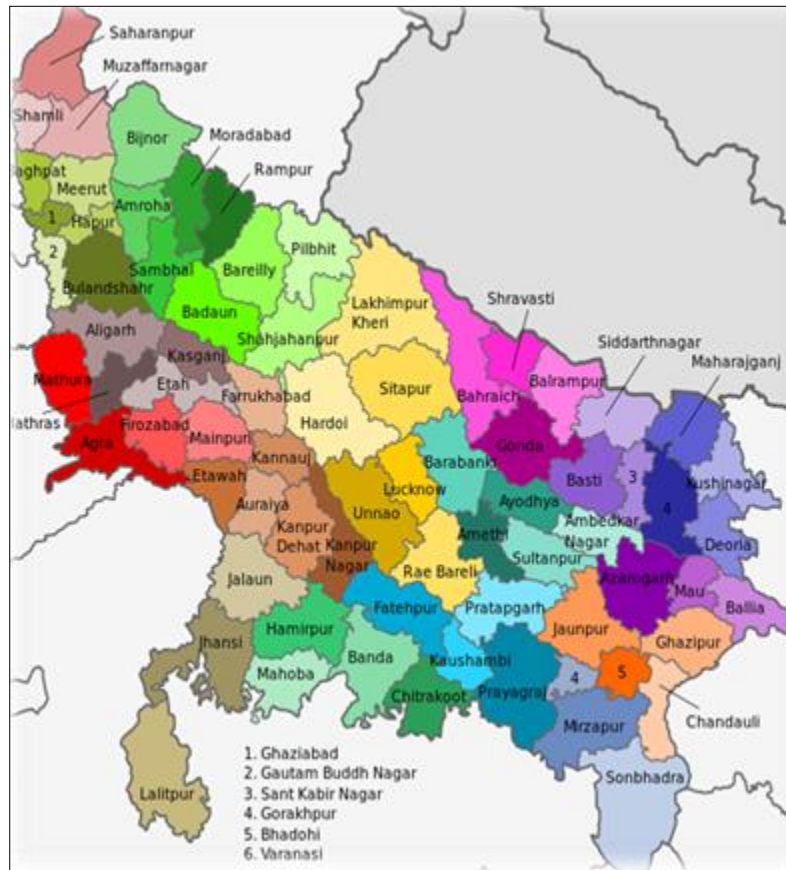 Saharanpur
Muzaffarnagar
Shamli
Bijnor
Moradabad
Rampur
aghpat
Meerut
Amroha
1
Hapur
2
Sambhal
Bareilly
Pilbhit
Bulandshahr
Badaun
Lakhimpur
Kheri
Shravasti
Aligarh
Shahjahanpur
Siddarthnagar
Kasganj
Maharajganj
Mathura
Etah
Farrukhabad
Sitapur
Bahraich
Balrampur
athras
Agra
Firozabad
Mainpuri
Hardoi
Gonda
Kannauj
Barabanki
Etawah
Lucknow
Basti
3
Kushinagar
Auraiya
Unnao
Ayodhya
4
Kanpur
Dehat
Kanpur
Nagar
Amethi
Ambedkar
Nagar
Deoria
Sultanpur
Jalaun
Rae Bareli
Azamgarh
Mau
Fatehpur
Pratapgarh
Ballia
Jhansi
Hamirpur
Jaunpur
Ghazipur
Mahoba
Banda
Kaushambi
4
5
Chitrakoot
Prayagraj
Chandauli
Mirzapur
Lalitpur
Sonbhadra
1. Ghaziabad
2. Gautam Buddh Nagar
3. Sant Kabir Nagar
4. Gorakhpur
5. Bhadohi
6. Varanasi